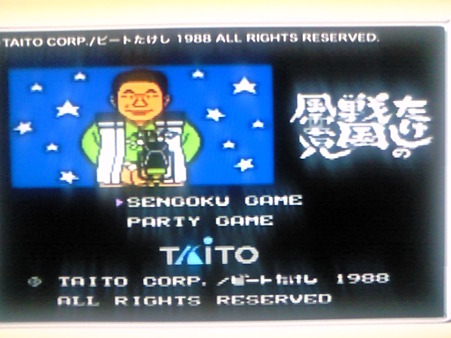 TAITO CORP./ビートたけし 1988 ALL RIGHTS RESERVED.
たけしの
戦国
風雲児
SENGOKU GAME
PARTY GAME
TAITO
© TAITO CORP. /ビートたけし 1988
ALL RIGHTS RESERVED